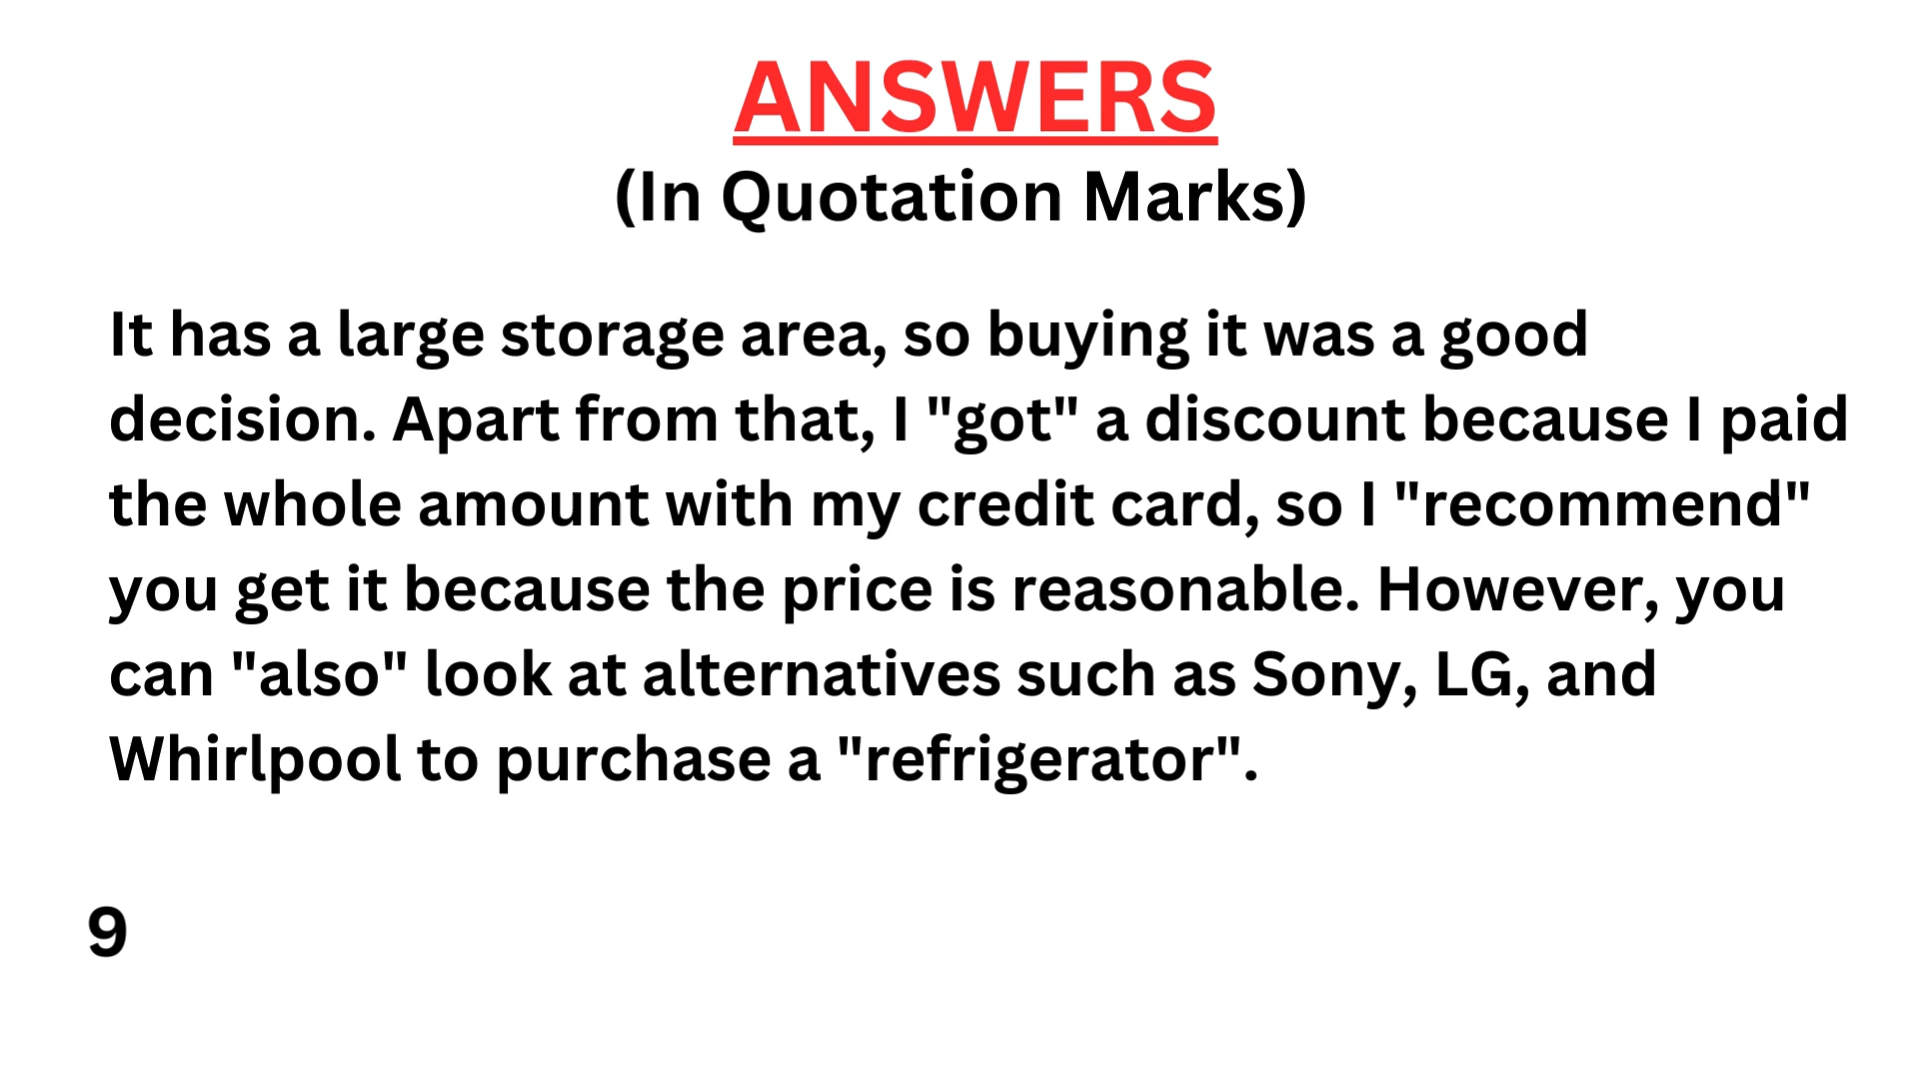 ANSWERS
(In Quotation Marks)
It has a large storage area, so buying it was a good
decision. Apart from that, I "got" a discount because I paid
the whole amount with my credit card, so I "recommend"
you get it because the price is reasonable. However, you
can "also" look at alternatives such as Sony, LG, and
Whirlpool to purchase a "refrigerator".
9